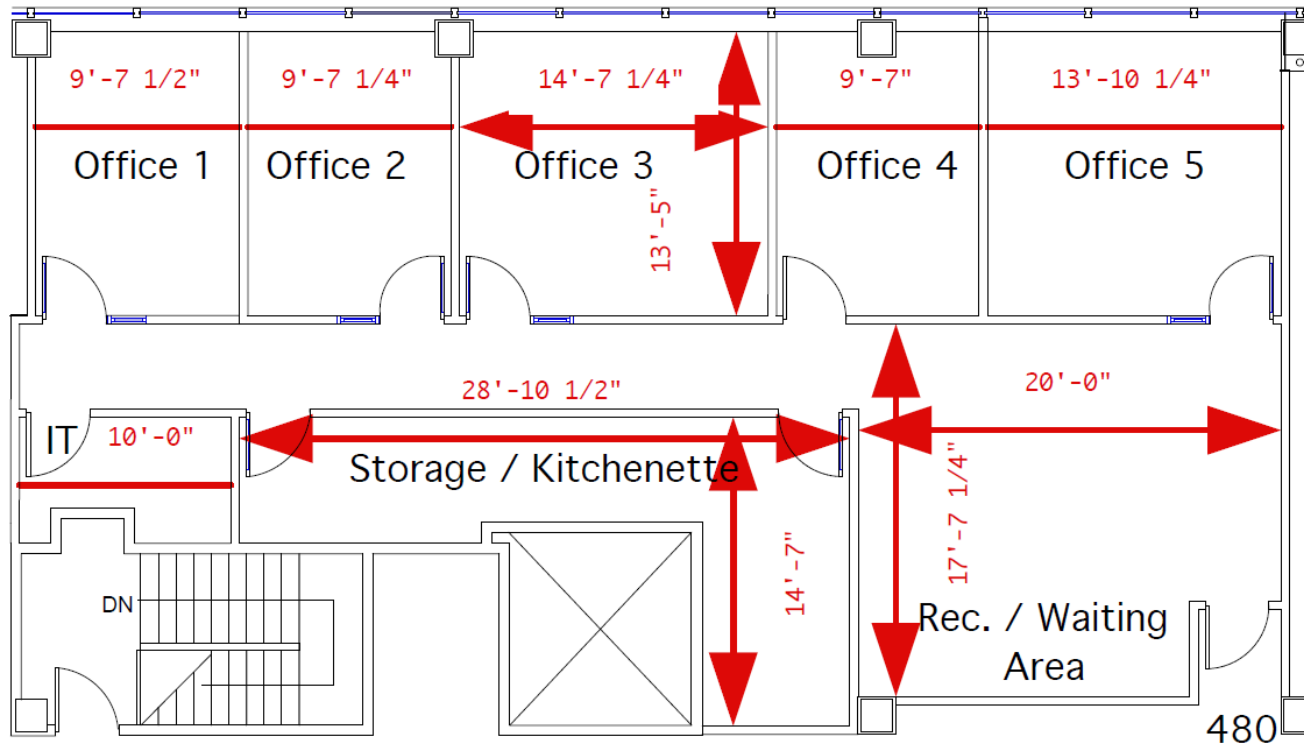 9'-7 1/2"
9'-7 1/4"
14'-7 1/4"
9'-7"
13'-10 1/4"
Office 1
Office 2
Office 3
Office 4
Office 5
13'-5"
28'-10 1/2"
20'-0"
IT
10'-0"
Storage / Kitchenette
17'-7 1/4"
14'-7"
DN
Rec. / Waiting
Area
480